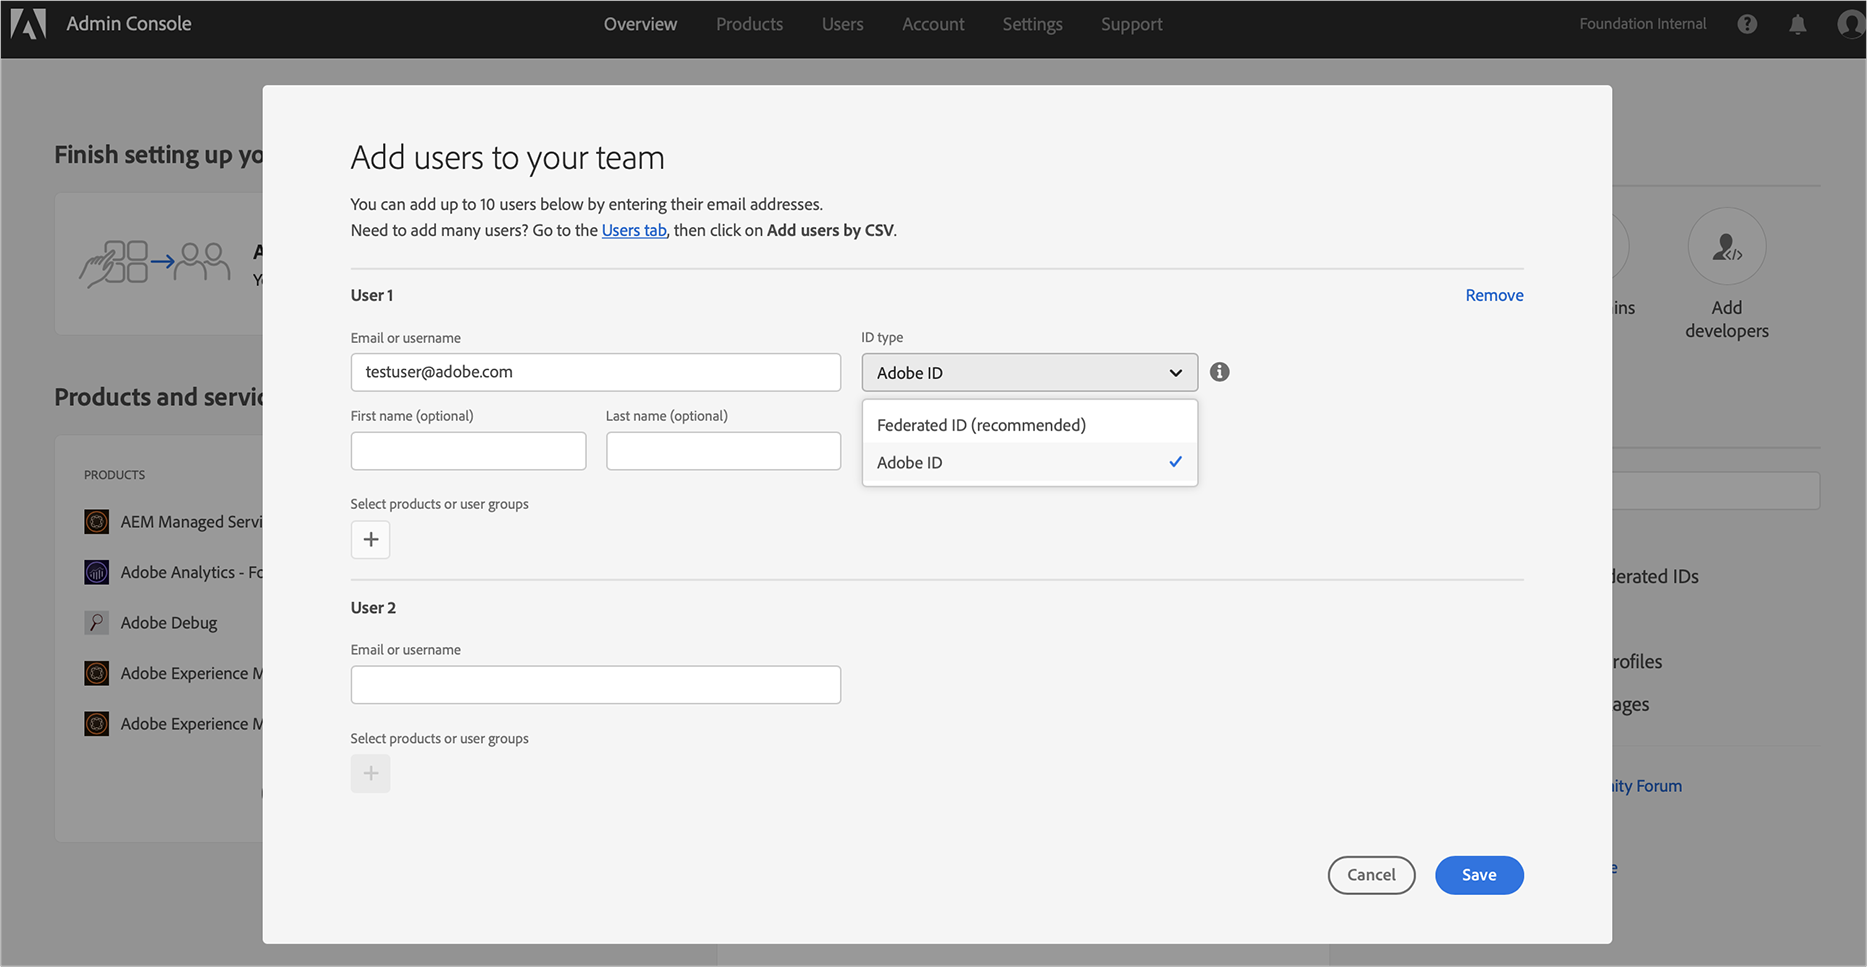 Admin Console
Overview
Products
Users
Account
Settings
Support
Foundation Internal
Finish setting up yo
Add users to your team
You can add up to 10 users below by entering their email addresses.
Need to add many users? Go to the Users tab, then click on Add users by CSV.
User 1
Remove
Email or username
ID type
testuser@adobe.com
Adobe ID
Federated ID (recommended)
Adobe ID
First name (optional)
Last name (optional)
Select products or user groups
User 2
Email or username
Select products or user groups
Cancel
Save
Products and servic
PRODUCTS
AEM Managed Servi
Adobe Analytics - Fo
Adobe Debug
Adobe Experience M
Adobe Experience M
ins
Add
developers
derated IDs
rofiles
ages
ity Forum